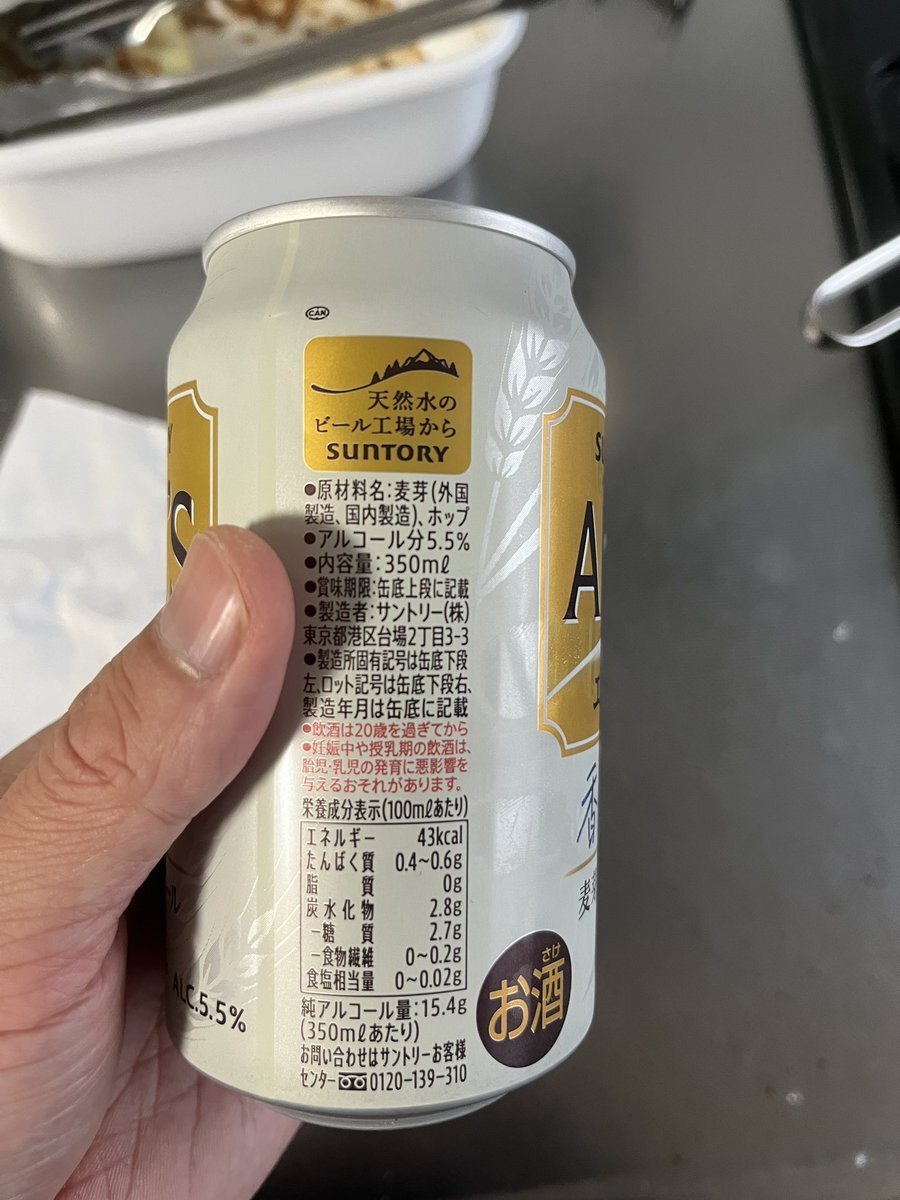 CAN
天然水の
ビール工場から
SUNTORY
●原材料名:麦芽(外国
製造、国内製造)、ホップ
●アルコール分5.5%
●内容量:350mℓ
●賞味期限:缶底上段に記載
●製造者:サントリー(株)
東京都港区台場2丁目3-3
●製造所固有記号は缶底下段
左、ロット記号は缶底下段右、
製造年月は缶底に記載
●飲酒は20歳を過ぎてから
●妊娠中や授乳期の飲酒は、
胎児・乳児の発育に悪影響を
与えるおそれがあります。
栄養成分表示(100mℓあたり)
エネルギー 43kcal
たんぱく質 0.4~0.6g
脂質 0g
炭水化物 2.8g
-糖質 2.7g
-食物繊維 0~0.2g
食塩相当量 0~0.02g
純アルコール量:15.4g
(350mℓあたり)
お問い合わせはサントリーお客様
センター 0120-139-310
さけ
お酒
ALC.5.5%
'S
A
香
麦